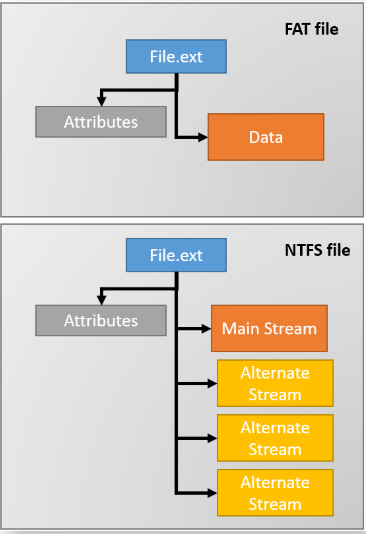 FAT file
File.ext
Attributes
Data
NTFS file
File.ext
Attributes
Main Stream
Alternate
Stream
Alternate
Stream
Alternate
Stream